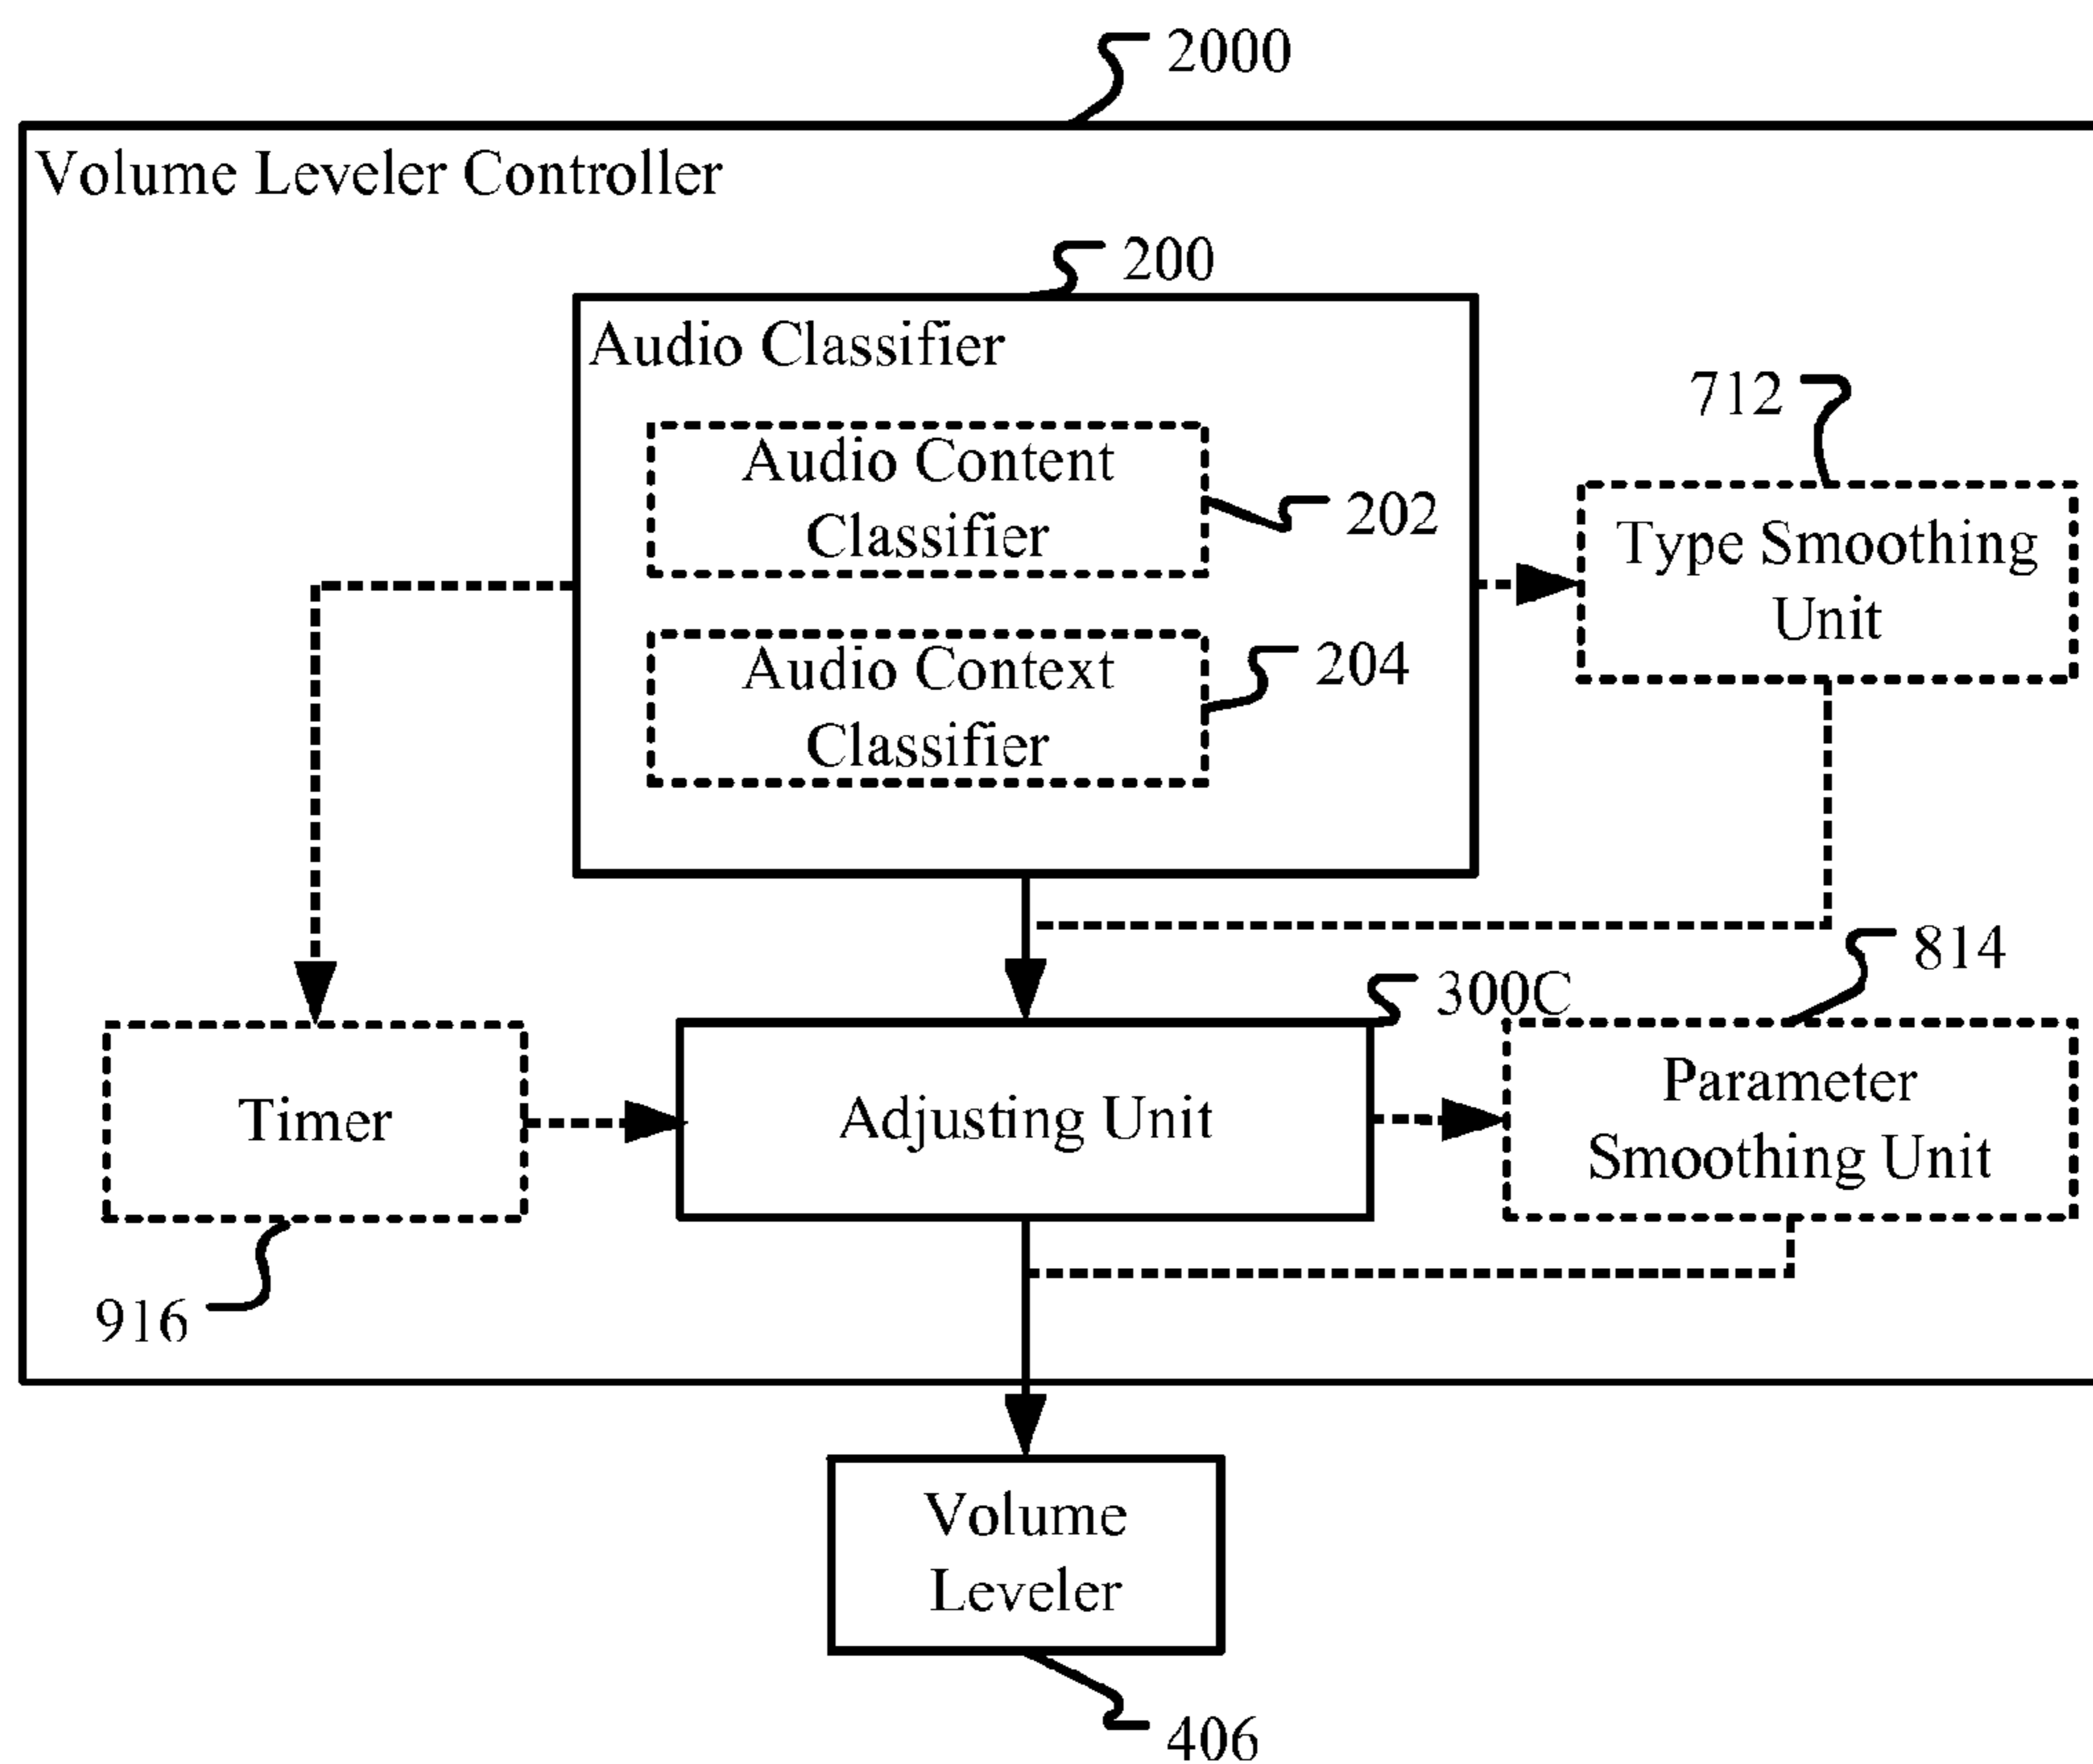 2000
Volume Leveler Controller
200
Audio Classifier
Audio Content
Classifier
202
712
Type Smoothing
Unit
Audio Context
Classifier
204
814
300C
Timer
Adjusting Unit
Parameter
Smoothing Unit
916
Volume
Leveler
406